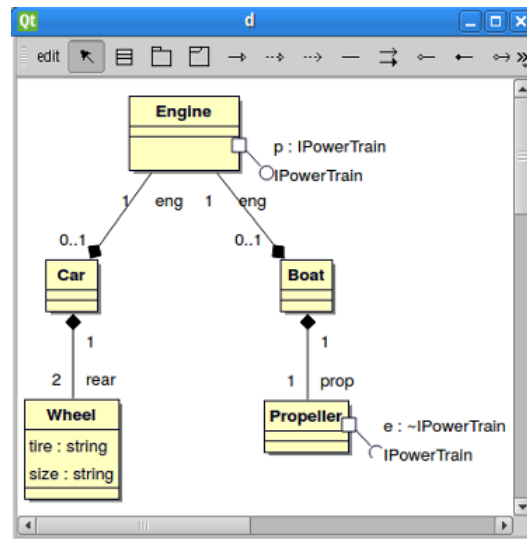 Qt d
edit
Engine
p : IPowerTrain
IPowerTrain
1 eng 1 eng
0..1 0..1
Car Boat
1 1
2 rear 1 prop
Wheel Propeller
e : ~IPowerTrain
tire : string
IPowerTrain
size : string